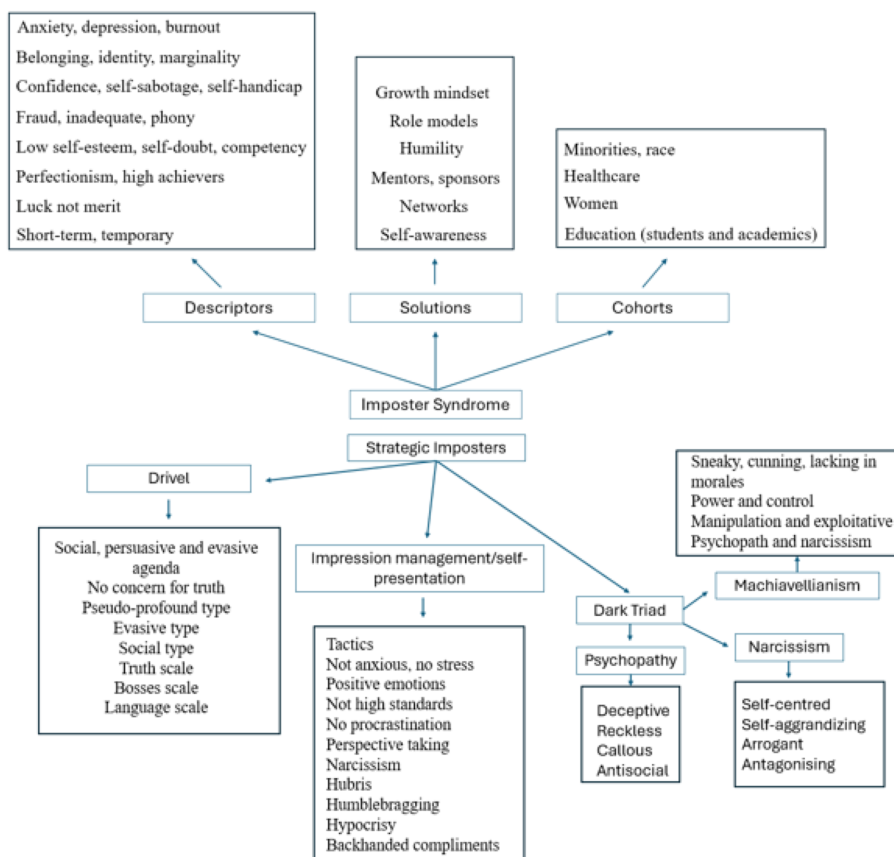 Anxiety, depression, burnout
Belonging, identity, marginality
Confidence, self-sabotage, self-handicap
Fraud, inadequate, phony
Low self-esteem, self-doubt, competency
Perfectionism, high achievers
Luck not merit
Short-term, temporary
Growth mindset
Role models
Humility
Mentors, sponsors
Networks
Self-awareness
Minorities, race
Healthcare
Women
Education (students and academics)
Descriptors
Solutions
Cohorts
Imposter Syndrome
Strategic Imposters
Drivel
Social, persuasive and evasive
agenda
No concern for truth
Pseudo-profound type
Evasive type
Social type
Truth scale
Bosses scale
Language scale
Impression management/self-
presentation
Tactics
Not anxious, no stress
Positive emotions
Not high standards
No procrastination
Perspective taking
Narcissism
Hubris
Humblebragging
Hypocrisy
Backhanded compliments
Dark Triad
Psychopathy
Deceptive
Reckless
Callous
Antisocial
Sneaky, cunning, lacking in
morales
Power and control
Manipulation and exploitative
Psychopath and narcissism
Machiavellianism
Narcissism
Self-centred
Self-aggrandizing
Arrogant
Antagonising